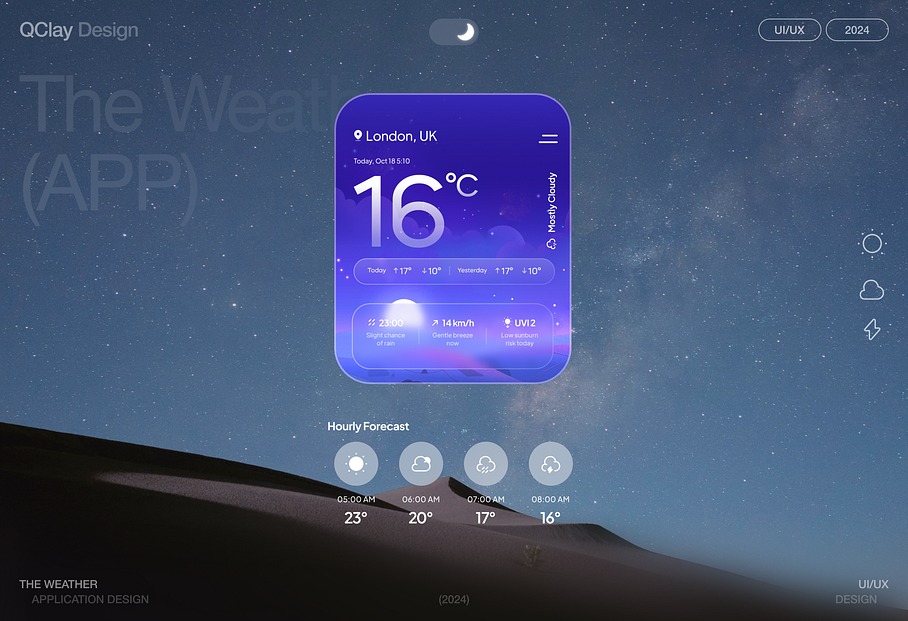 QClay Design
UI/UX
2024
The Weath
(APP)
London, UK
Today, Oct 18 5:10
16°C
Mostly Cloudy
Today ↑17° ↓10° Yesterday ↑17° ↓10°
23:00
Slight chance
of rain
14 km/h
Gentle breeze
now
UVI 2
Low sunburn
risk today
Hourly Forecast
05:00 AM 06:00 AM 07:00 AM 08:00 AM
23° 20° 17° 16°
THE WEATHER
APPLICATION DESIGN
(2024)
UI/UX
DESIGN